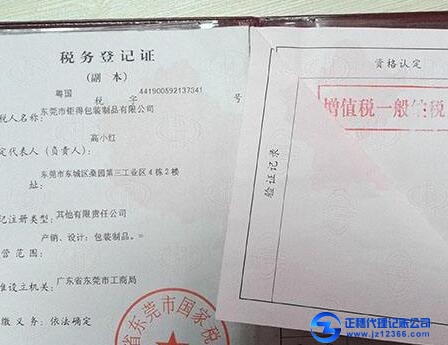 税务登记证
(副本)
粤国 税 字 441900592137341 号
税人名称: 东莞市钜得包装制品有限公司
定代表人(负责人): 高小红
址: 东莞市东城区桑园第三工业区4栋2楼
记注册类型: 其他有限责任公司
营范围: 产销、设计:包装制品。=
准设立机关: 广东省东莞市工商局
缴义务: 依法确定
省东莞市国家税
资格认定
增值税一般纳税
验证记录
正穗代理记账公司
www.jz12366.com